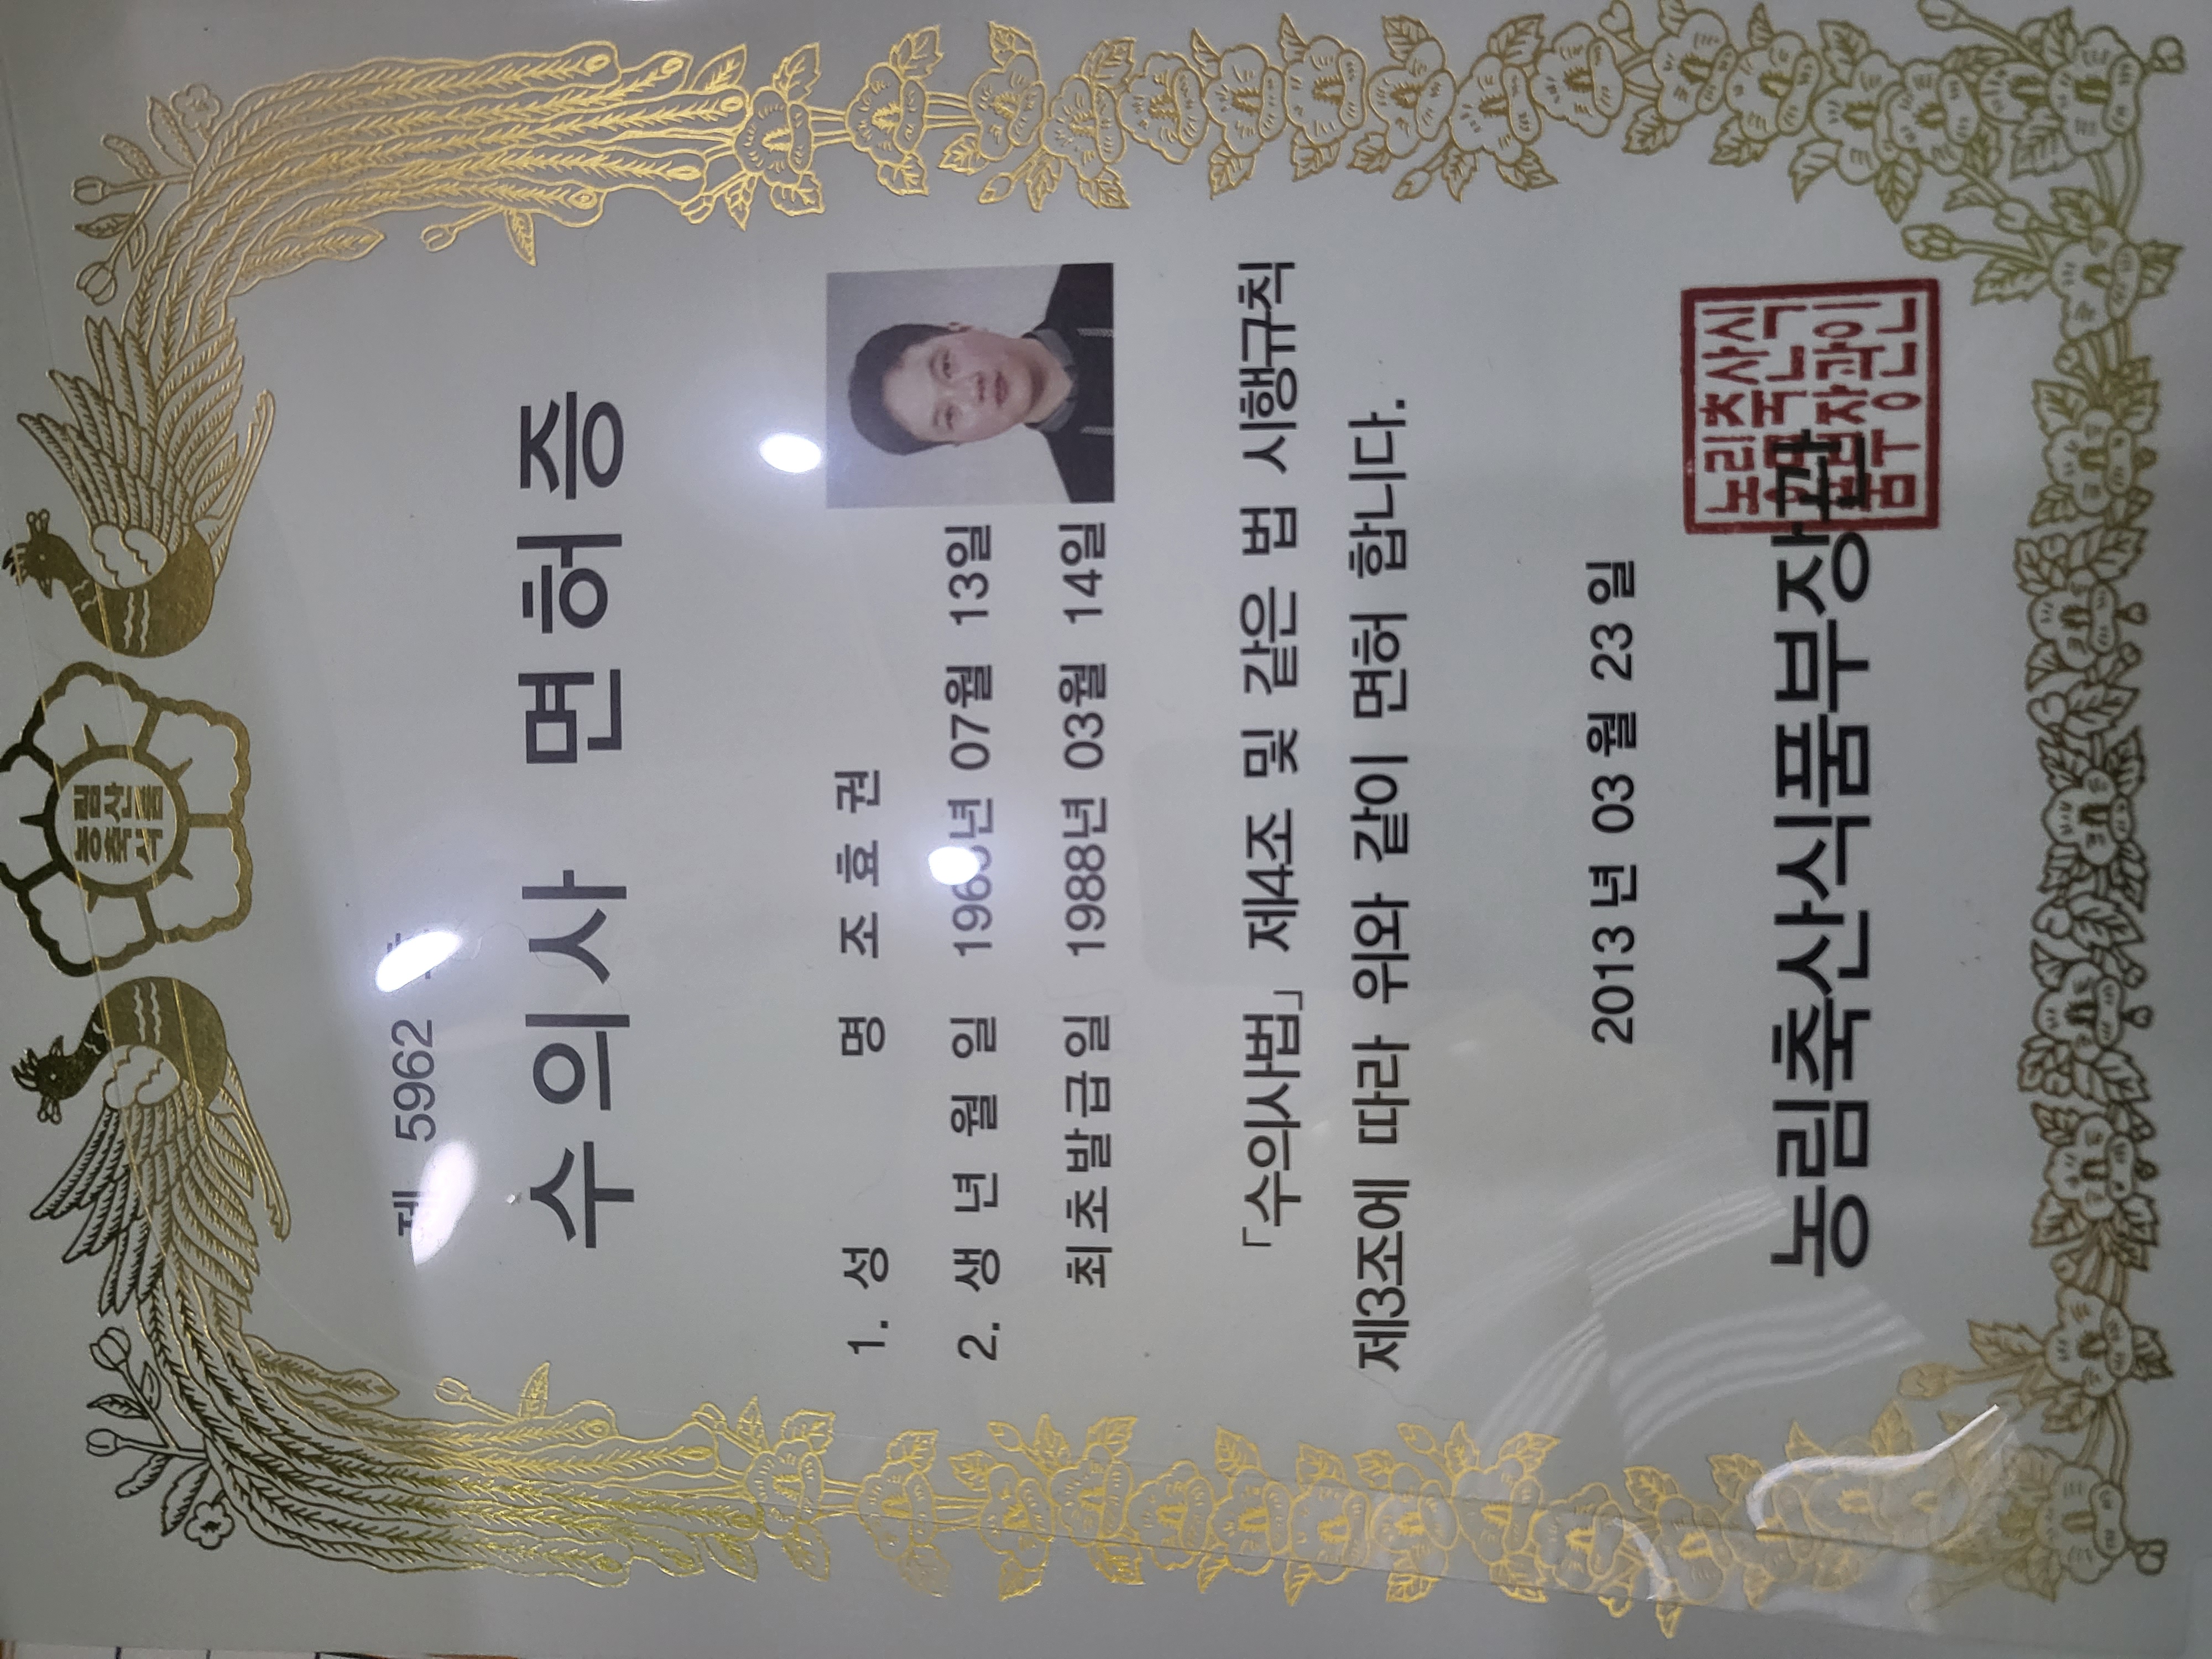 농림
축산
식품
제 5962 호
수의사 면허증
1. 성 명 조 효 권
2. 생 년 월 일 년 07월 13일
최초발급일 1988년 03월 14일
「수의사법」 제4조 및 같은 법 시행규칙
제3조에 따라 위와 같이 면허 합니다.
2013 년 03 월 23 일
농림축산식품부장관
농림축산식
품부장관인